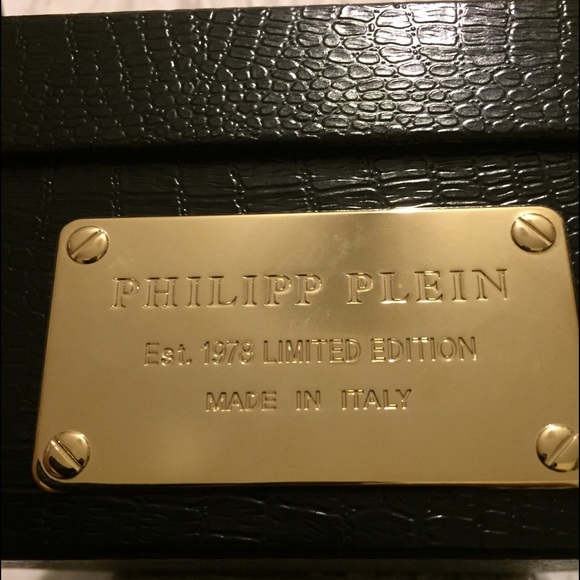 PHILIPP PLEIN
Est. 1978 LIMITED EDITION
MADE IN ITALY